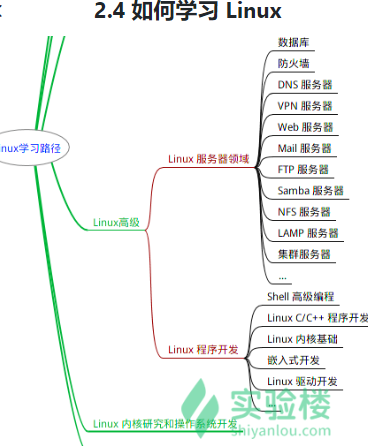 2.4 如何学习 Linux
数据库
防火墙
DNS 服务器
VPN 服务器
Web 服务器
Mail 服务器
FTP 服务器
Samba 服务器
NFS 服务器
LAMP 服务器
集群服务器
...
Linux 服务器领域
inux学习路径
Linux高级
Shell 高级编程
Linux C/C++ 程序开发
Linux 内核基础
嵌入式开发
Linux 驱动开发
...
Linux 程序开发
Linux 内核研究和操作系统开发
实验楼
shiyanlou.com